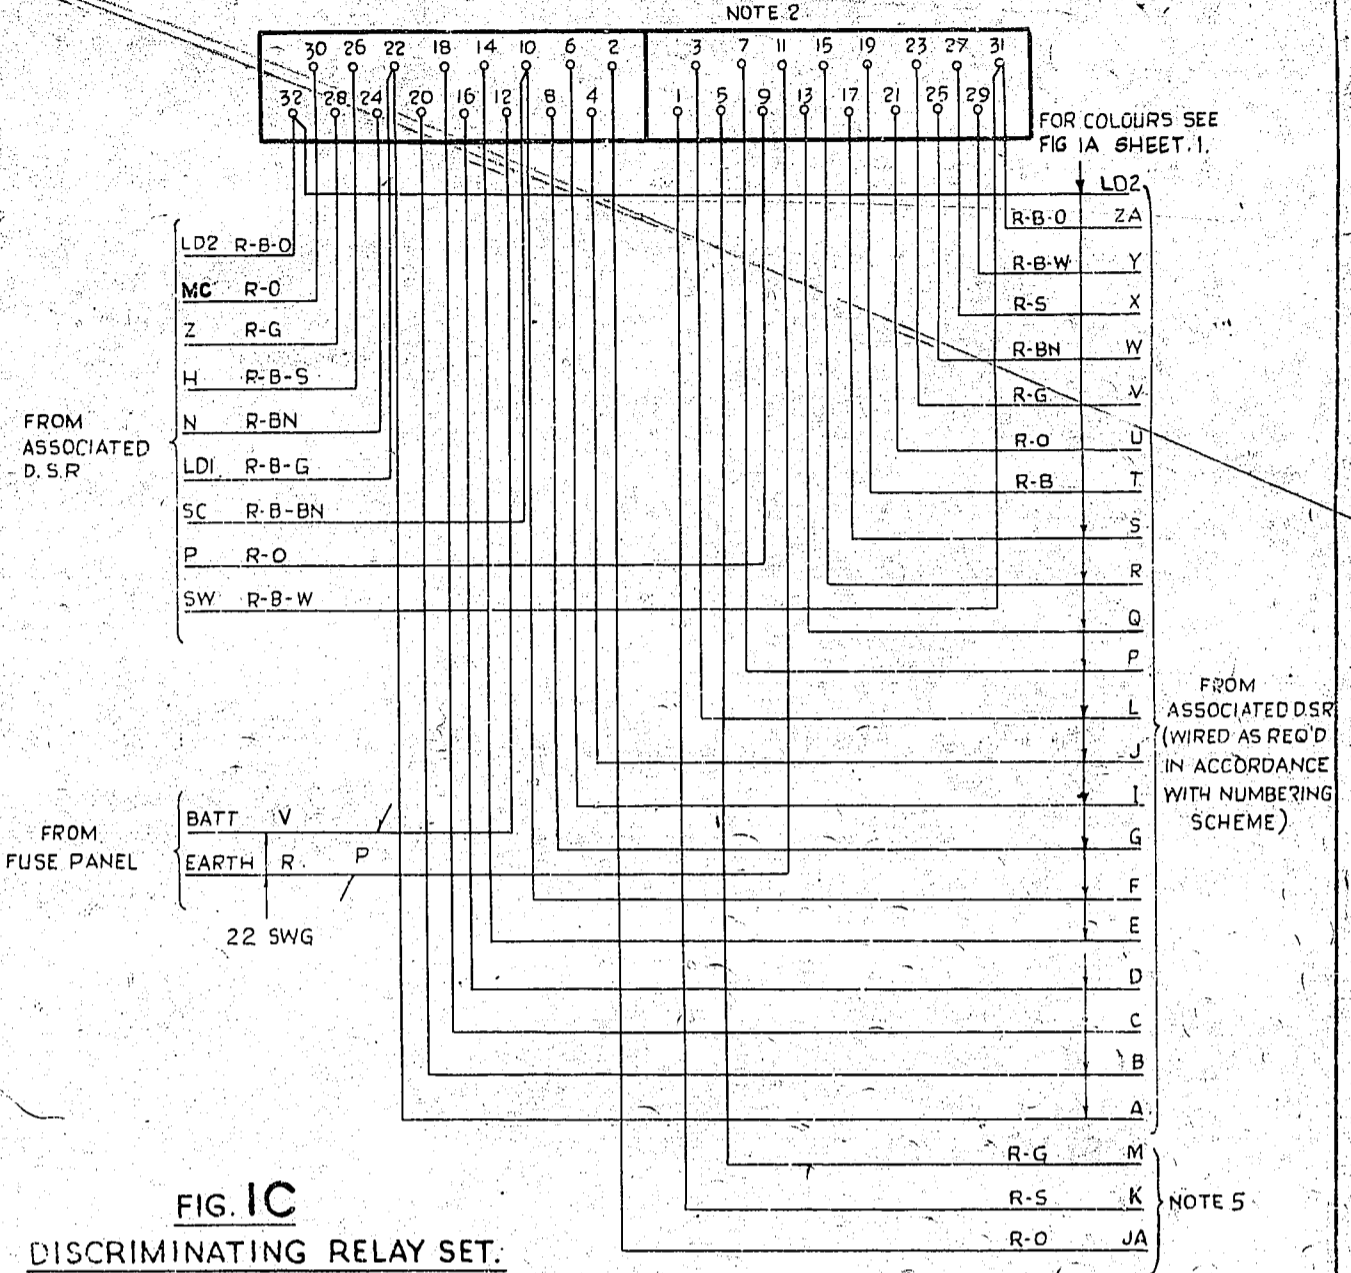 NOTE 2
30 26 22 18 14 10 6 2 3 7 11 15 19 23 27 31
32 28 24 20 16 12 8 4 1 5 9 13 17 21 25 29
FOR COLOURS SEE
FIG 1A SHEET. 1.
LD2
R-B-O ZA
R-B-W Y
R-S X
R-BN W
R-G V
R-O U
R-B T
S
R
Q
P
L
J
I
G
F
E
D
C
B
A
FROM
ASSOCIATED D.S.R
(WIRED AS REQ'D
IN ACCORDANCE
WITH NUMBERING
SCHEME)
R-G M
R-S K
R-O JA
NOTE 5
FROM
ASSOCIATED
D.S.R
LD2 R-B-O
MC R-O
Z R-G
H R-B-S
N R-BN
LD1 R-B-G
SC R-B-BN
P R-O
SW R-B-W
FROM
FUSE PANEL
BATT V
EARTH R P
22 SWG
FIG. 1C
DISCRIMINATING RELAY SET.